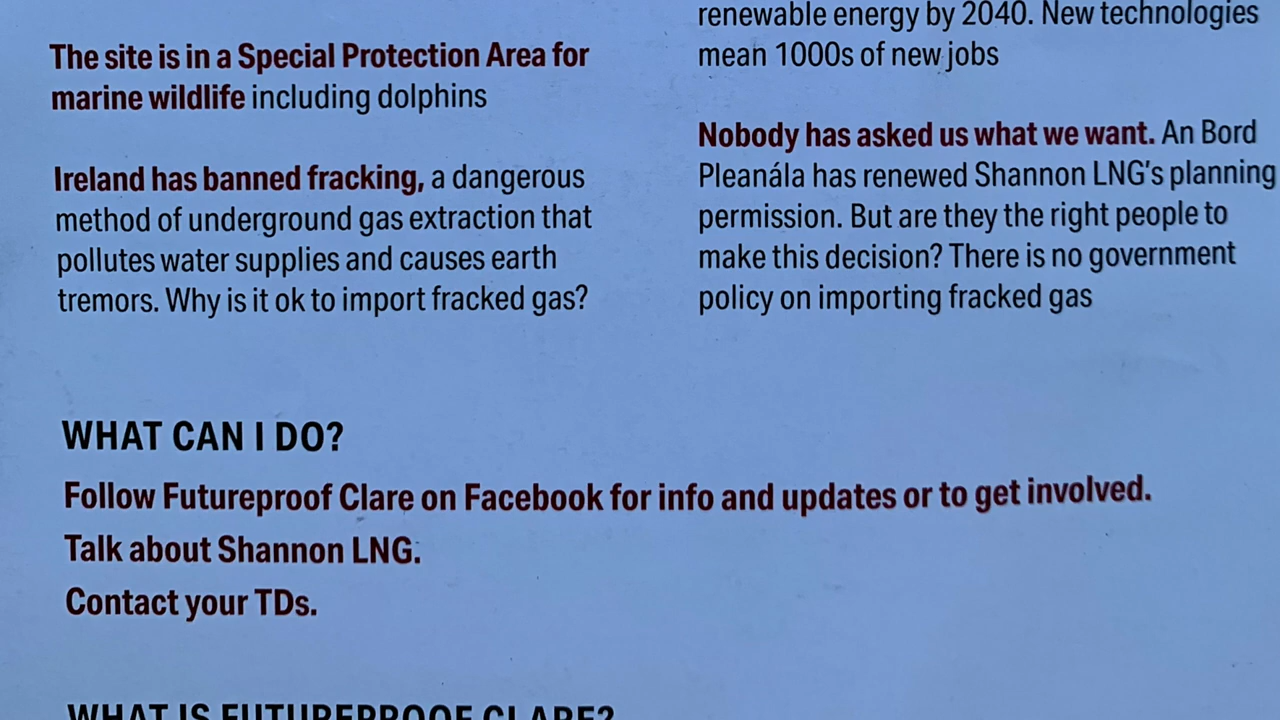 The site is in a Special Protection Area for
marine wildlife including dolphins
Ireland has banned fracking, a dangerous
method of underground gas extraction that
pollutes water supplies and causes earth
tremors. Why is it ok to import fracked gas?
renewable energy by 2040. New technologies
mean 1000s of new jobs
Nobody has asked us what we want. An Bord
Pleanála has renewed Shannon LNG's planning
permission. But are they the right people to
make this decision? There is no government
policy on importing fracked gas
WHAT CAN I DO?
Follow Futureproof Clare on Facebook for info and updates or to get involved.
Talk about Shannon LNG.
Contact your TDs.
WHAT IS FUTUREPROOF CLARE?